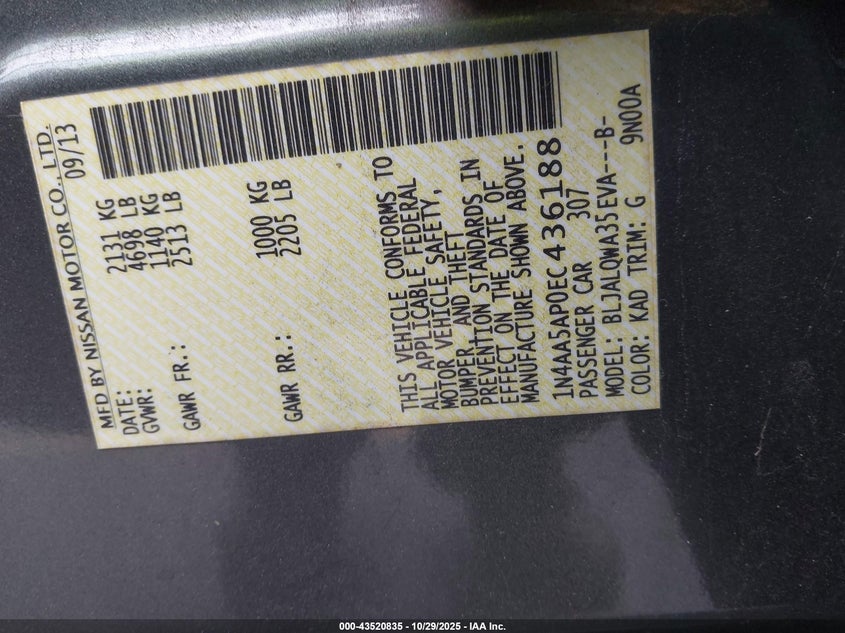 MFD BY NISSAN MOTOR CO., LTD.
DATE: 09/13
GVWR: 2131 KG
4698 LB
GAWR FR.: 1140 KG
2513 LB
GAWR RR.: 1000 KG
2205 LB
THIS VEHICLE CONFORMS TO
ALL APPLICABLE FEDERAL
MOTOR VEHICLE SAFETY,
BUMPER, AND THEFT
PREVENTION STANDARDS IN
EFFECT ON THE DATE OF
MANUFACTURE SHOWN ABOVE.
1N4AA5AP0EC436188
PASSENGER CAR 307
MODEL: BLJALQWA35EVA---B-
COLOR: KAD TRIM: G 9N00A
000-43520835 - 10/29/2025 - IAA Inc.